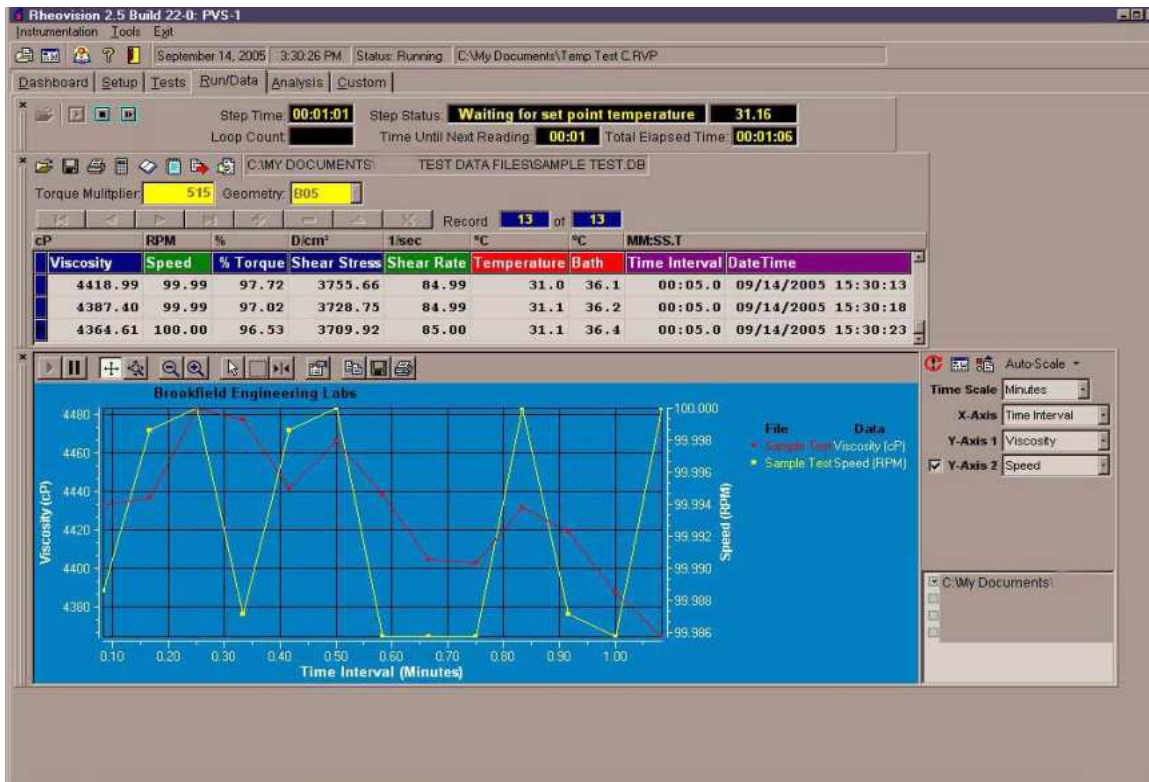 Rheovision 2.5 Build 22-0: PVS-1
Instrumentation Tools Exit
September 14, 2005 3:30:26 PM Status: Running C:\My Documents\Temp Test C.RVP
Dashboard Setup Tests Run/Data Analysis Custom
Step Time: 00:01:01 Step Status: Waiting for set point temperature 31.16
Loop Count: Time Until Next Reading: 00:01 Total Elapsed Time: 00:01:06
C:\MY DOCUMENTS\ TEST DATA FILES\SAMPLE TEST.DB
Torque Mulitplier: 515 Geometry: B05
Record 13 of 13
cP RPM % D/cm² 1/sec °C °C MM:SS.T
Viscosity Speed % Torque Shear Stress Shear Rate Temperature Bath Time Interval DateTime
4418.99 99.99 97.72 3755.66 84.99 31.0 36.1 00:05.0 09/14/2005 15:30:13
4387.40 99.99 97.02 3728.75 84.99 31.1 36.2 00:05.0 09/14/2005 15:30:18
4364.61 100.00 96.53 3709.92 85.00 31.1 36.4 00:05.0 09/14/2005 15:30:23
Auto-Scale
Time Scale Minutes
X-Axis Time Interval
Y-Axis 1 Viscosity
Y-Axis 2 Speed
Brookfield Engineering Labs
4480
4460
4440
4420
4400
4380
Viscosity (cP)
100.000
99.998
99.996
99.994
99.992
99.990
99.988
99.986
Speed (RPM)
0.10 0.20 0.30 0.40 0.50 0.60 0.70 0.80 0.90 1.00
Time Interval (Minutes)
File Data
Sample Test Viscosity (cP)
Sample Test Speed (RPM)
C:\My Documents\